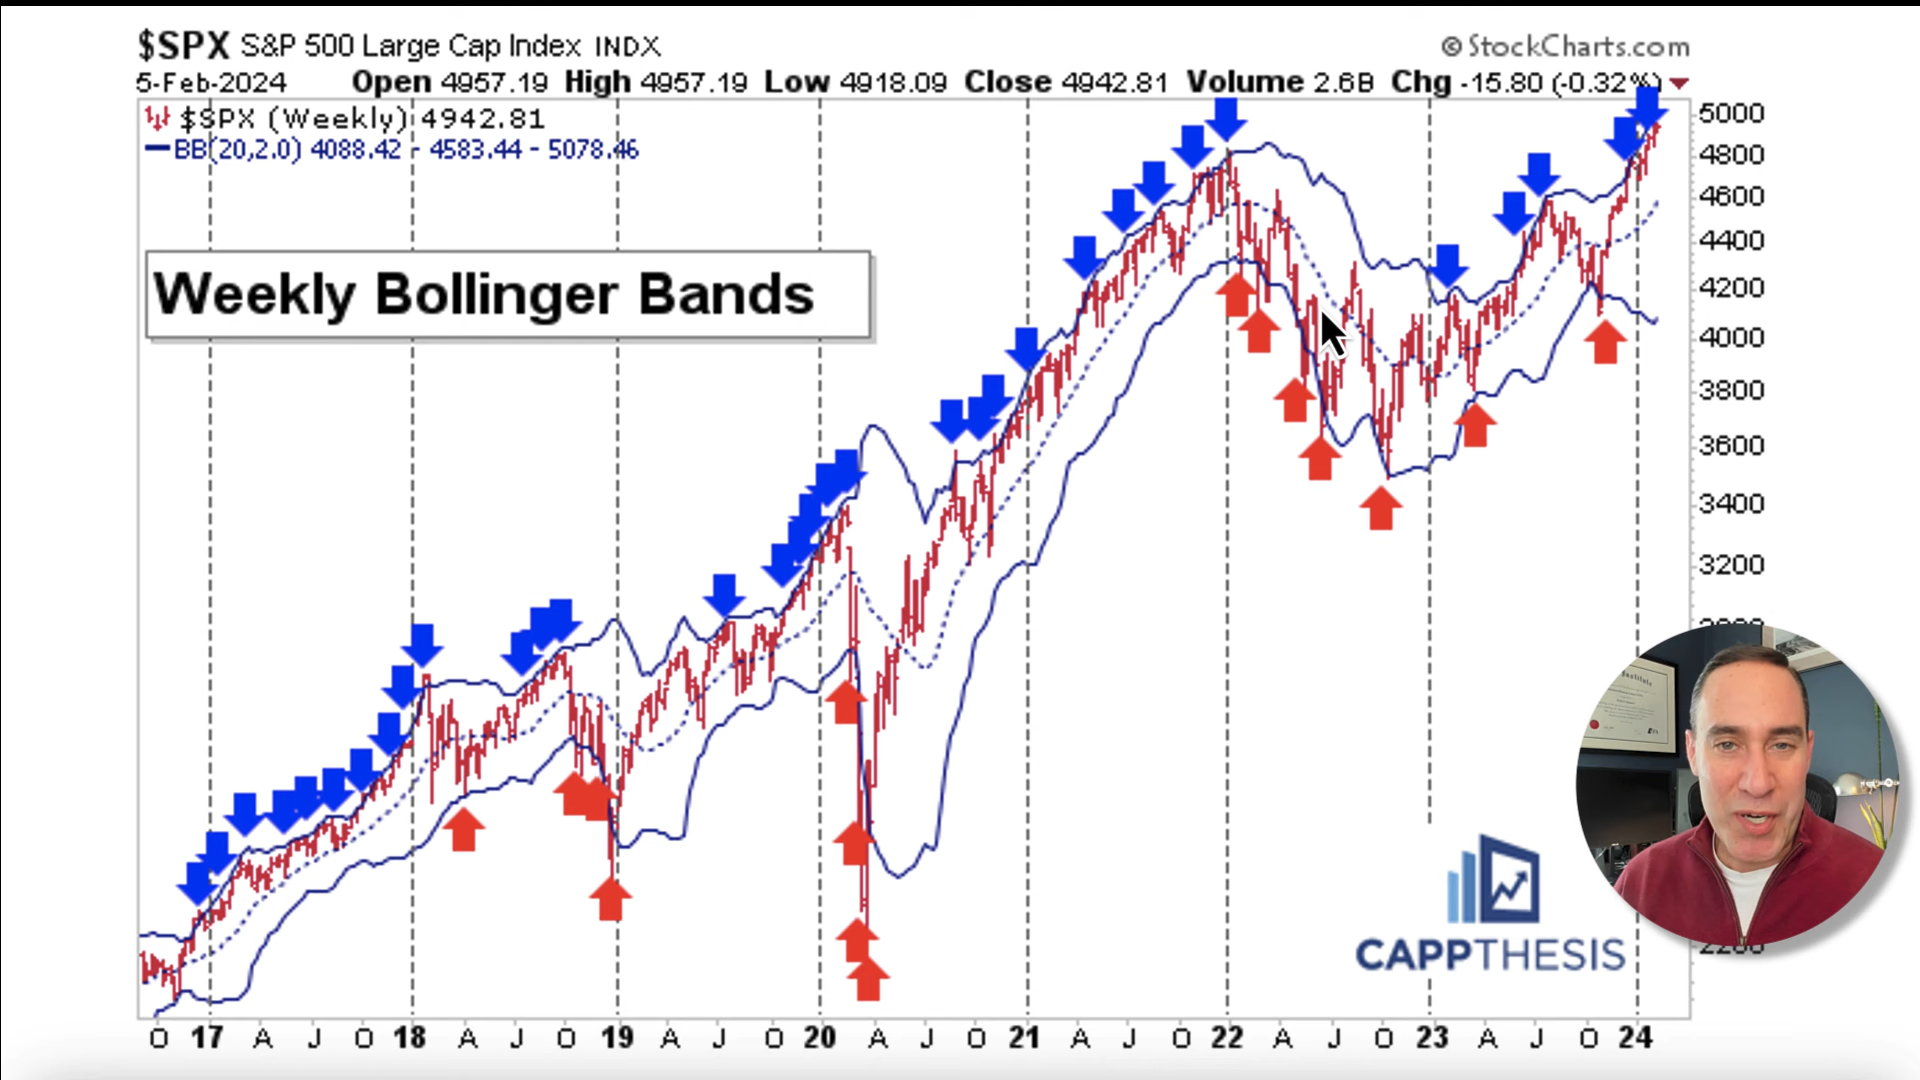 $SPX S&P 500 Large Cap Index INDX
© StockCharts.com
5-Feb-2024 Open 4957.19 High 4957.19 Low 4918.09 Close 4942.81 Volume 2.6B Chg -15.80 (-0.32%)
$SPX (Weekly) 4942.81
BB(20,2.0) 4088.42 - 4583.44 - 5078.46
Weekly Bollinger Bands
5000
4800
4600
4400
4200
4000
3800
3600
3400
3200
CAPPTHESIS
O 17 A J O 18 A J O 19 A J O 20 A J O 21 A J O 22 A J O 23 A J O 24